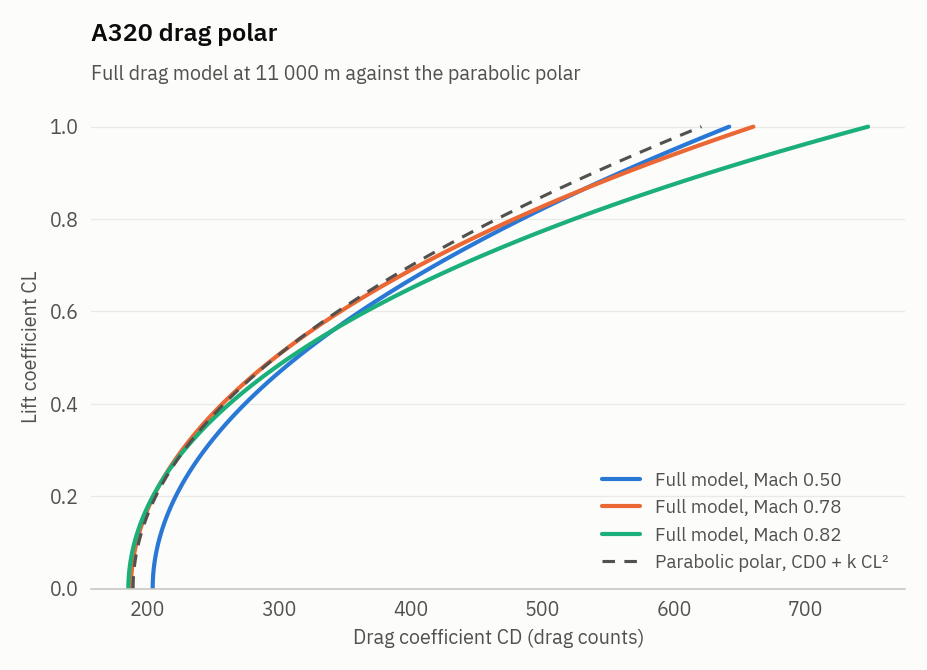 A320 drag polar
Full drag model at 11 000 m against the parabolic polar
1.0
0.8
0.6
0.4
0.2
0.0
Lift coefficient CL
Full model, Mach 0.50
Full model, Mach 0.78
Full model, Mach 0.82
Parabolic polar, CD0 + k CL²
200 300 400 500 600 700
Drag coefficient CD (drag counts)